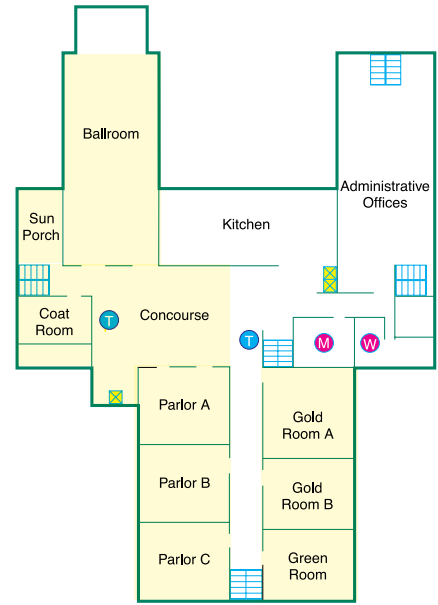 Ballroom
Administrative
Offices
Sun
Porch
Kitchen
Coat
Room
T
Concourse
T
M
W
Parlor A
Gold
Room A
Parlor B
Gold
Room B
Parlor C
Green
Room